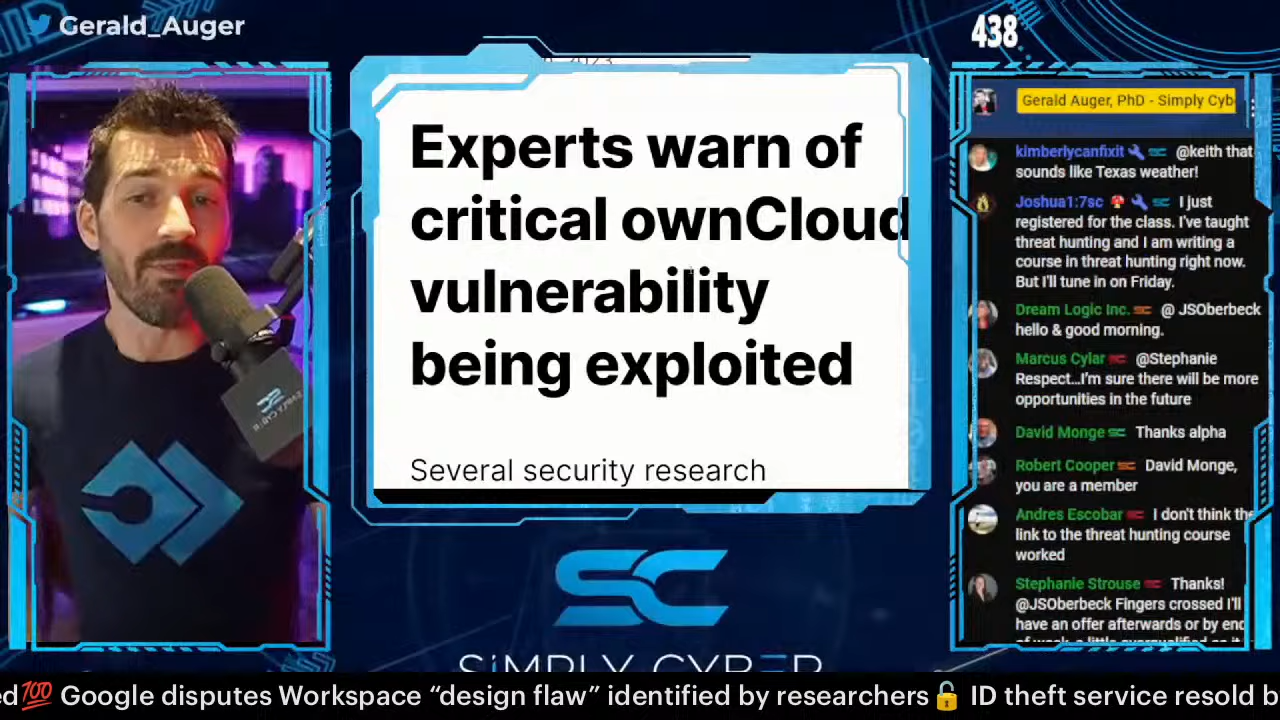 Gerald_Auger
438
2023
Experts warn of
critical ownCloud
vulnerability
being exploited
Several security research
SC
SIMPLY CYBER
Gerald Auger, PhD - Simply Cyb
kimberlycanfixit @keith that
sounds like Texas weather!
Joshua1:7sc I just
registered for the class. I've taught
threat hunting and I am writing a
course in threat hunting right now.
But I'll tune in on Friday.
Dream Logic Inc. @ JSOberbeck
hello & good morning.
Marcus Cylar @Stephanie
Respect...I'm sure there will be more
opportunities in the future
David Monge Thanks alpha
Robert Cooper David Monge,
you are a member
Andres Escobar I don't think the
link to the threat hunting course
worked
Stephanie Strouse Thanks!
@JSOberbeck Fingers crossed I'll
have an offer afterwards or by end
ed💯 Google disputes Workspace “design flaw” identified by researchers🔓 ID theft service resold b